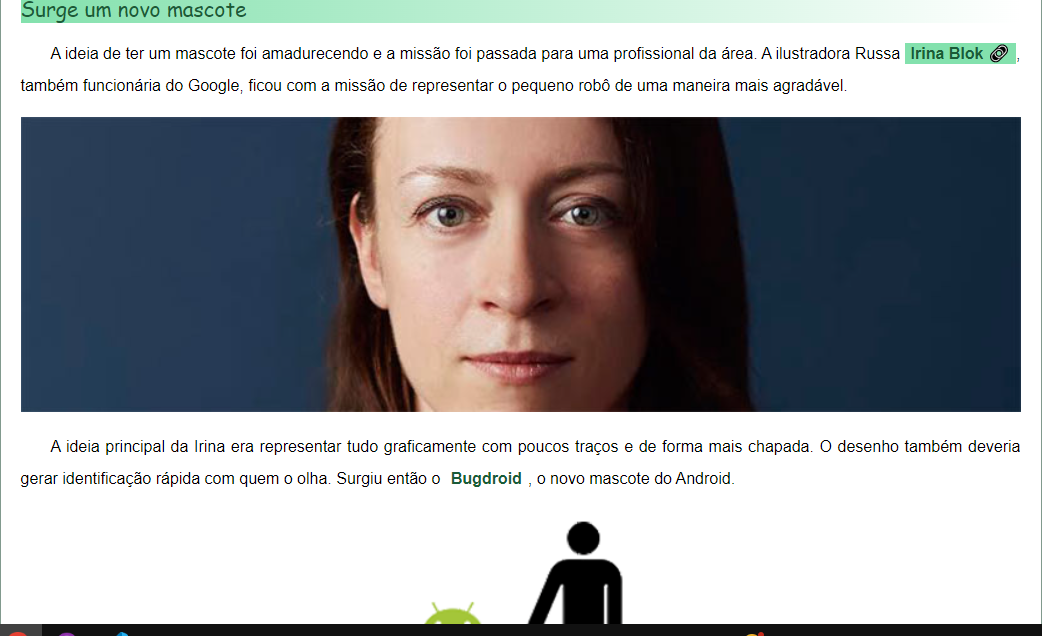 Surge um novo mascote
A ideia de ter um mascote foi amadurecendo e a missão foi passada para uma profissional da área. A ilustradora Russa Irina Blok ,
também funcionária do Google, ficou com a missão de representar o pequeno robô de uma maneira mais agradável.
A ideia principal da Irina era representar tudo graficamente com poucos traços e de forma mais chapada. O desenho também deveria
gerar identificação rápida com quem o olha. Surgiu então o Bugdroid , o novo mascote do Android.